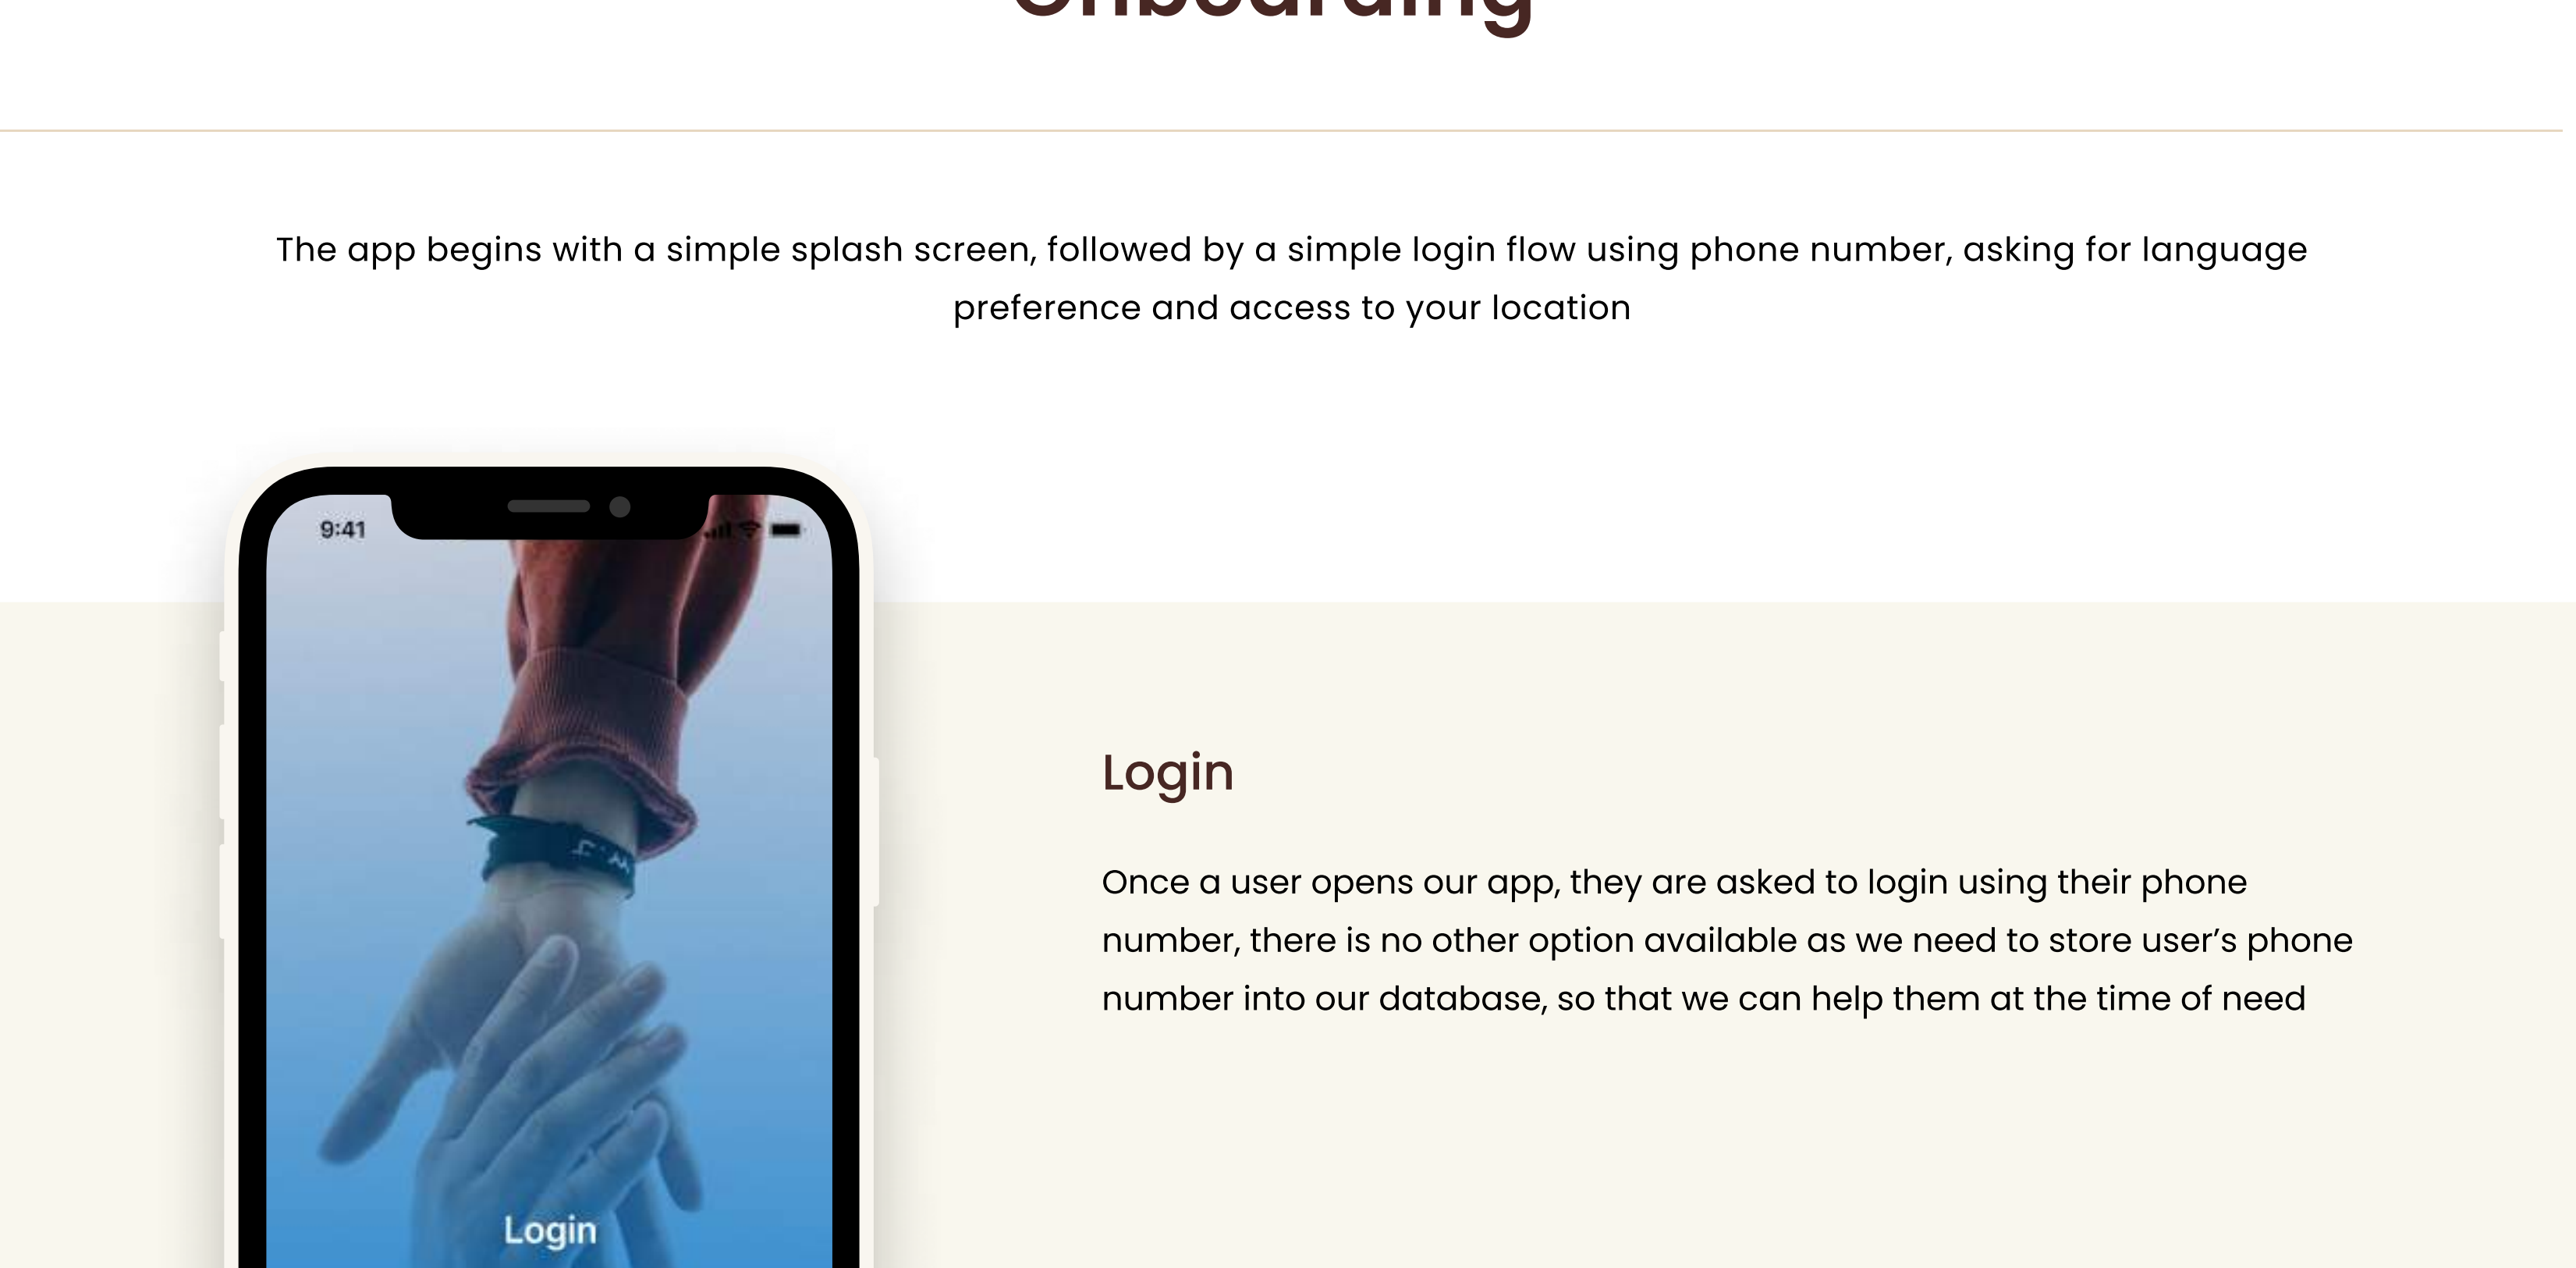 Onboarding
The app begins with a simple splash screen, followed by a simple login flow using phone number, asking for language
preference and access to your location
9:41
Login
Once a user opens our app, they are asked to login using their phone
number, there is no other option available as we need to store user’s phone
number into our database, so that we can help them at the time of need
Login